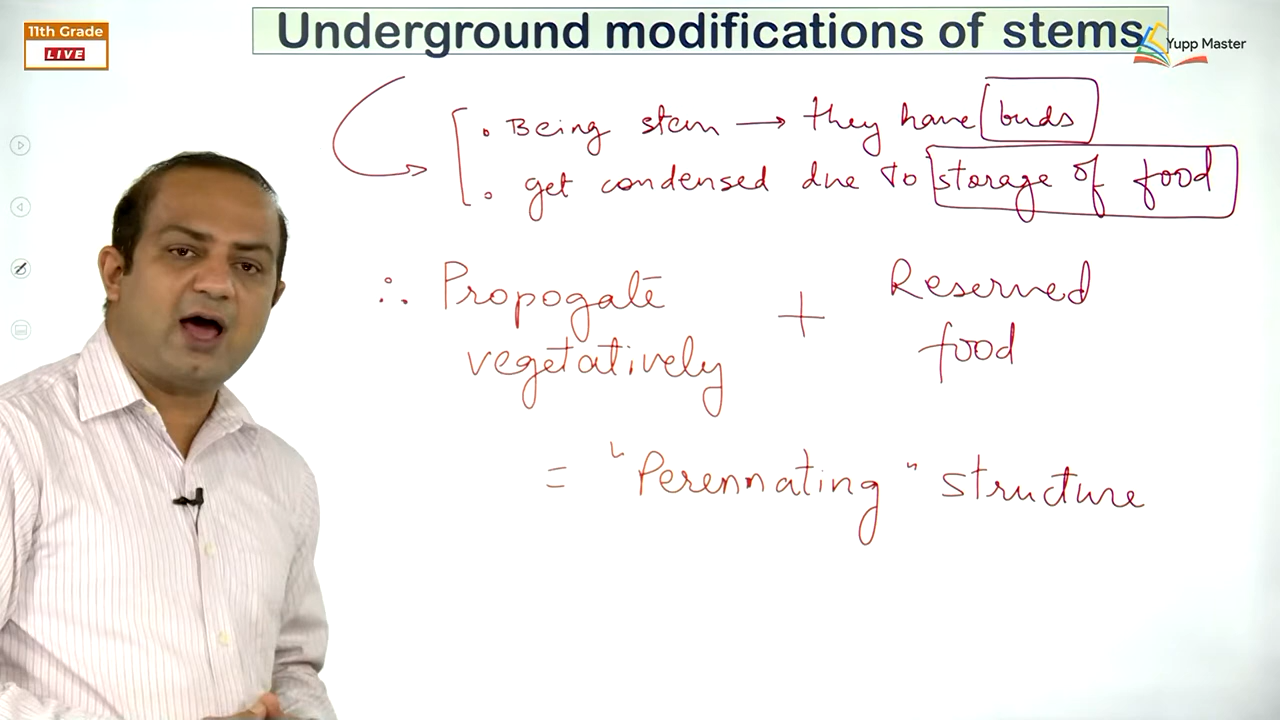 11th Grade
LIVE
Underground modifications of stems
Yupp Master
. Being stem → they have buds
. get condensed due to storage of food
∴ Propogate + Reserved
vegetatively food
= "Perennating" structure